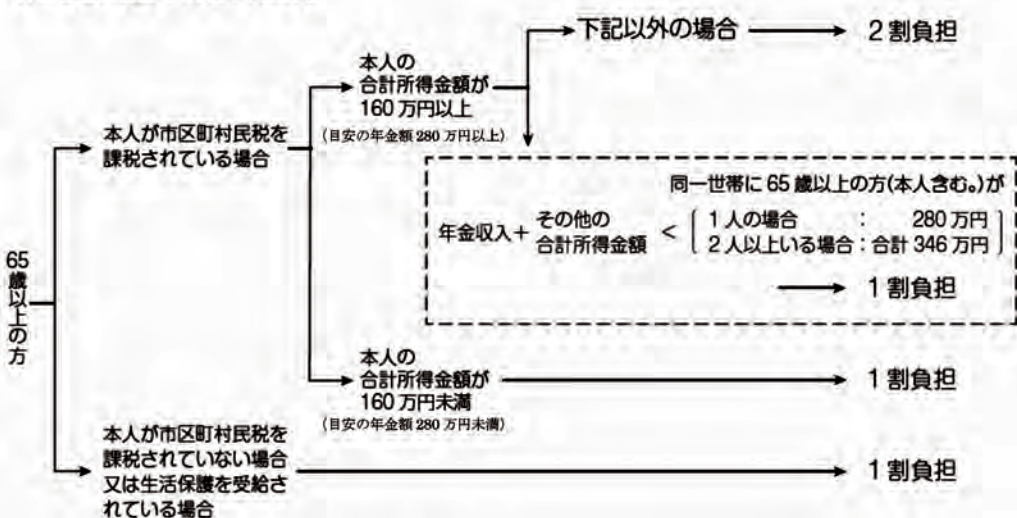 下記以外の場合
2割負担
本人の
合計所得金額が
160万円以上
(目安の年金額280万円以上)
本人が市区町村民税を
課税されている場合
同一世帯に65歳以上の方(本人含む。)が
年金収入+
その他の
合計所得金額
<
1人の場合 : 280万円
2人以上いる場合:合計346万円
1割負担
65歳以上の方
本人の
合計所得金額が
160万円未満
(目安の年金額280万円未満)
1割負担
本人が市区町村民税を
課税されていない場合
又は生活保護を受給さ
れている場合
1割負担